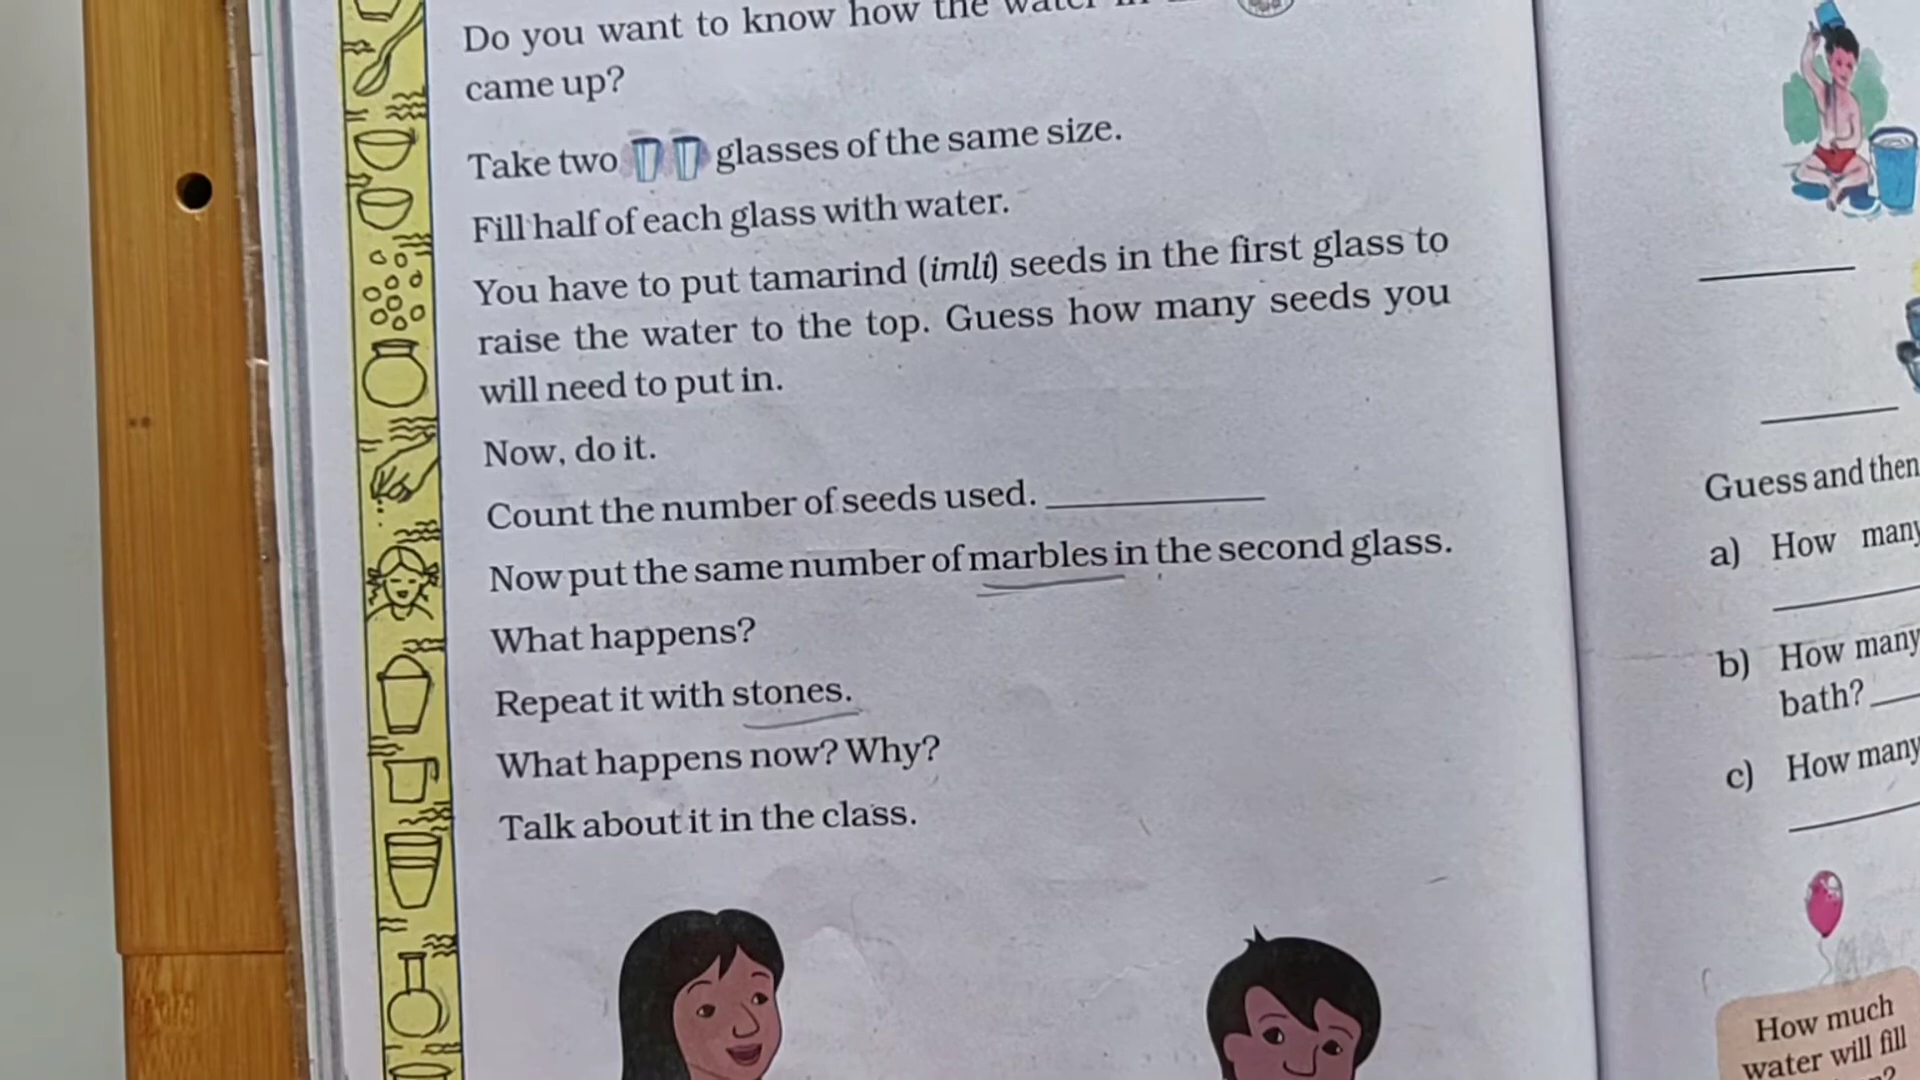 Do you want to know how the water
came up?
Take two glasses of the same size.
Fill half of each glass with water.
You have to put tamarind (imli) seeds in the first glass to
raise the water to the top. Guess how many seeds you
will need to put in.
Now, do it.
Count the number of seeds used.
Now put the same number of marbles in the second glass.
What happens?
Repeat it with stones.
What happens now? Why?
Talk about it in the class.
Guess and then
a) How many
b) How many
bath?
c) How many
How much
water will fill